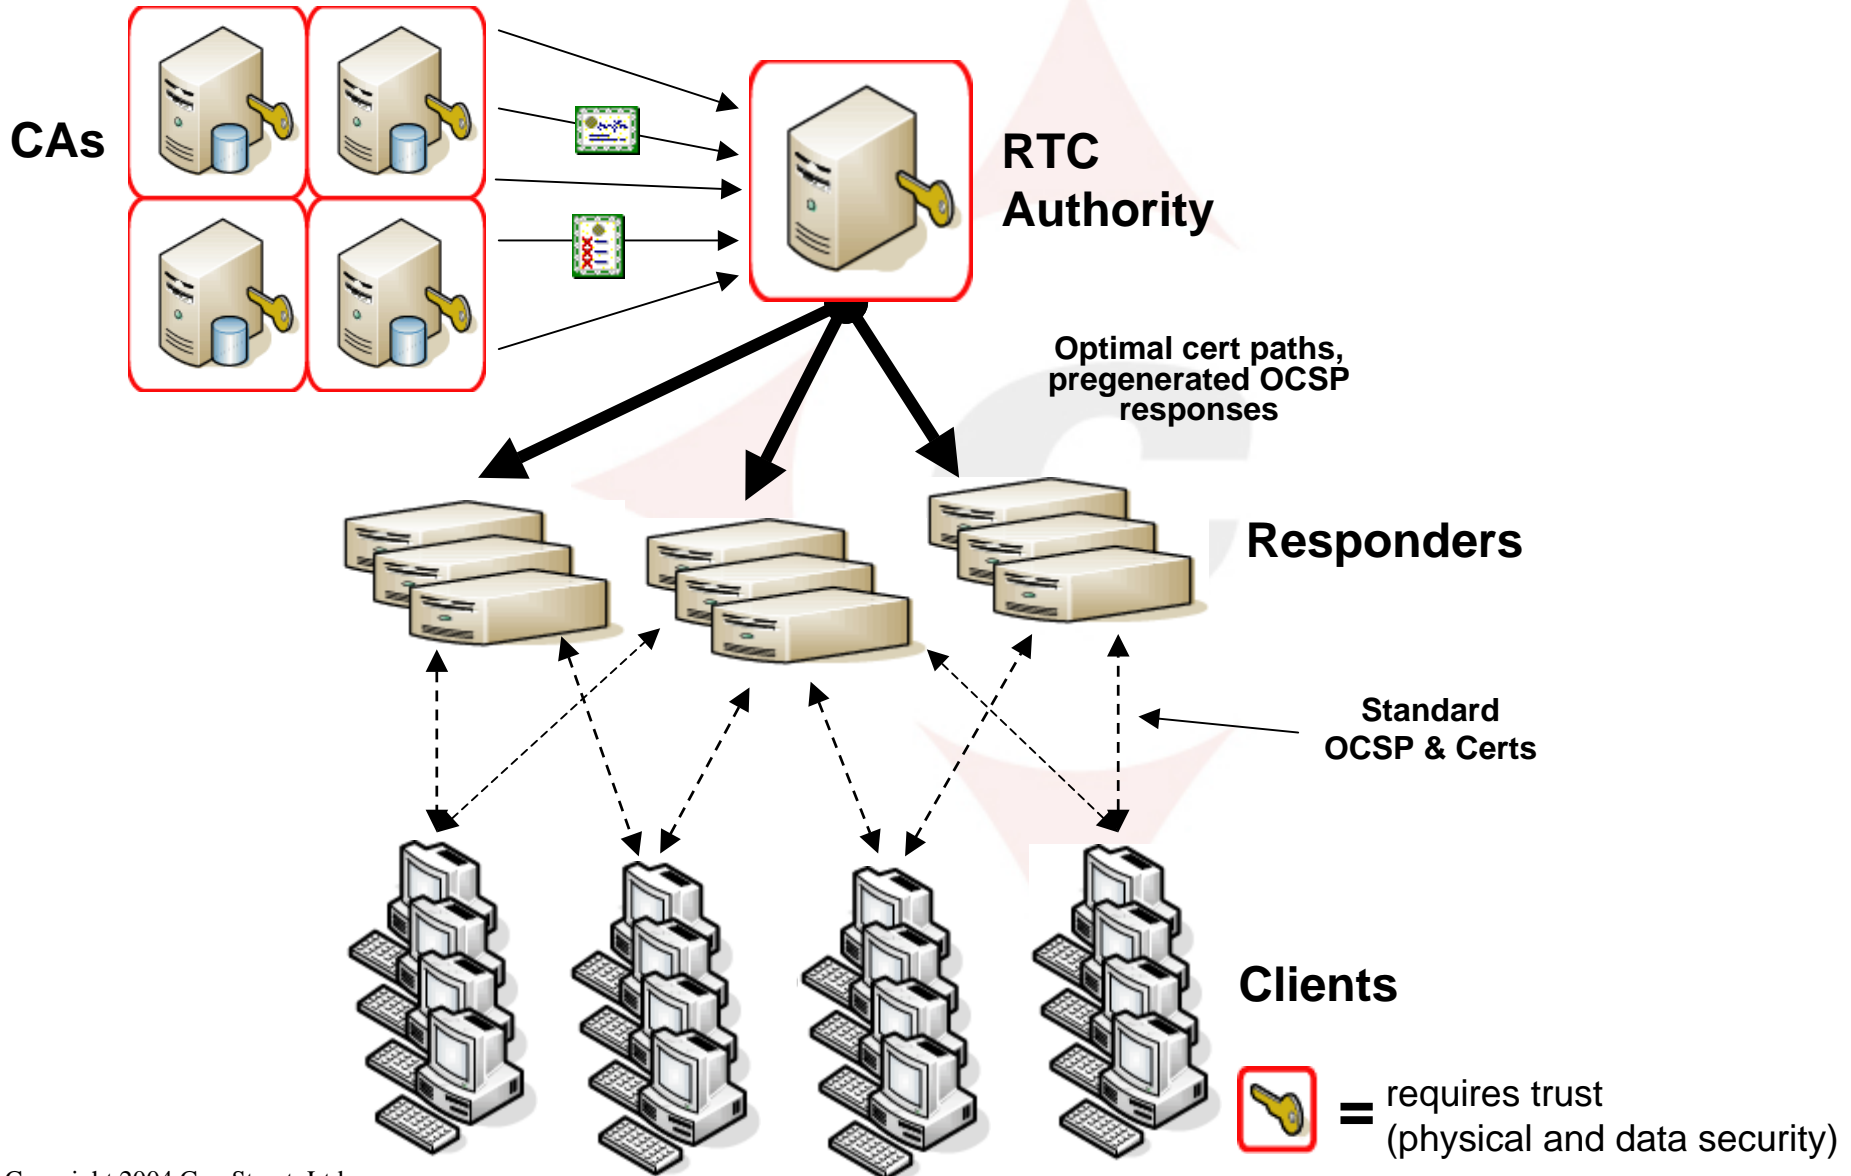 CAs
RTC
Authority
Optimal cert paths,
pregenerated OCSP
responses
Responders
Standard
OCSP & Certs
Clients
= requires trust
(physical and data security)
2004